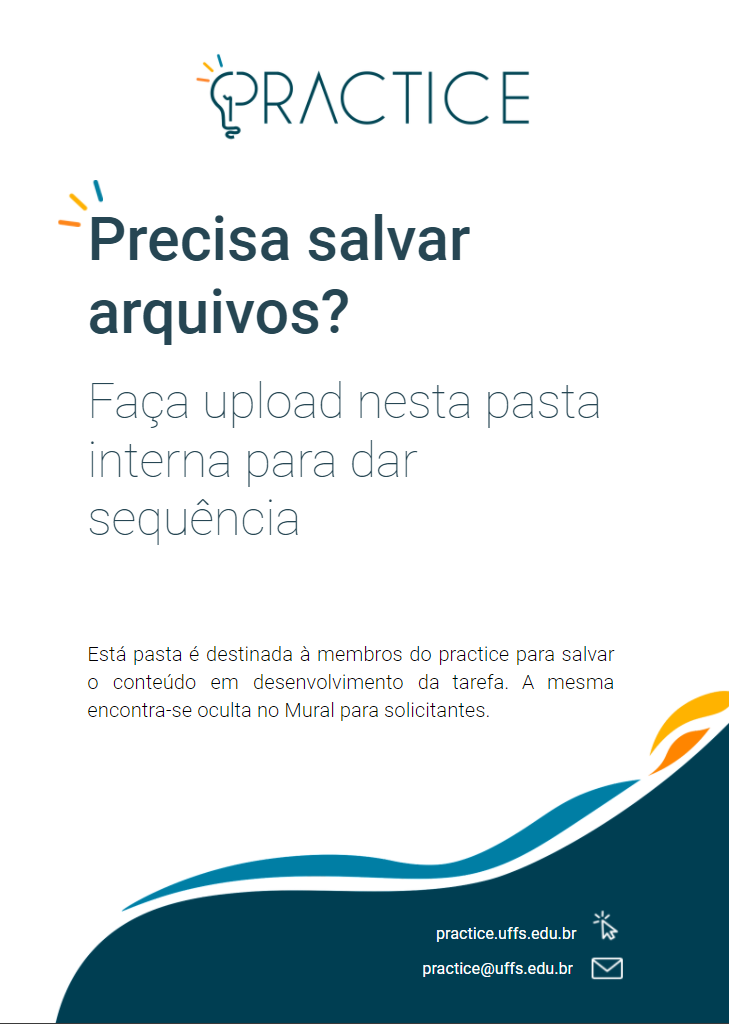 PRACTICE
Precisa salvar
arquivos?
Faça upload nesta pasta
interna para dar
sequência
Está pasta é destinada à membros do practice para salvar
o conteúdo em desenvolvimento da tarefa. A mesma
encontra-se oculta no Mural para solicitantes.
practice.uffs.edu.br
practice@uffs.edu.br